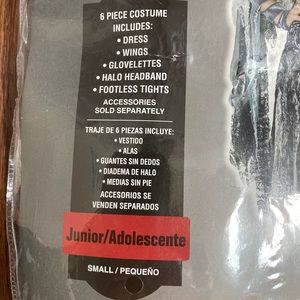 6 PIECE COSTUME
INCLUDES:
• DRESS
• WINGS
• GLOVELETTES
• HALO HEADBAND
• FOOTLESS TIGHTS
ACCESSORIES
SOLD SEPARATELY
TRAJE DE 6 PIEZAS INCLUYE:
• VESTIDO
• ALAS
• GUANTES SIN DEDOS
• DIADEMA DE HALO
• MEDIAS SIN PIE
ACCESORIOS SE
VENDEN SEPARADOS
Junior/Adolescente
SMALL / PEQUEÑO